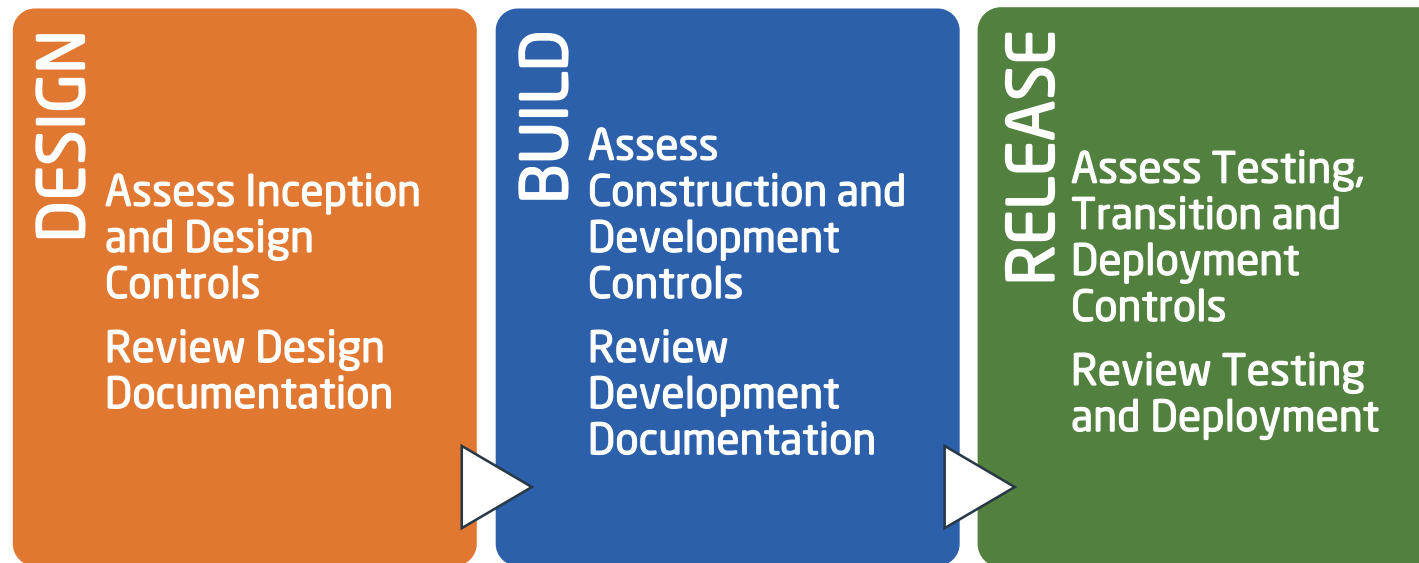 DESIGN
Assess Inception
and Design
Controls
Review Design
Documentation
BUILD
Assess
Construction and
Development
Controls
Review
Development
Documentation
RELEASE
Assess Testing,
Transition and
Deployment
Controls
Review Testing
and Deployment